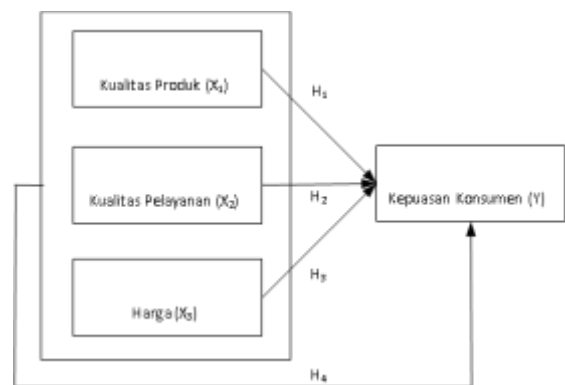 Kualitas Produk (X₁)
H₁
Kualitas Pelayanan (X₂)
H₂
Kepuasan Konsumen (Y)
H₃
Harga (X₃)
H₄